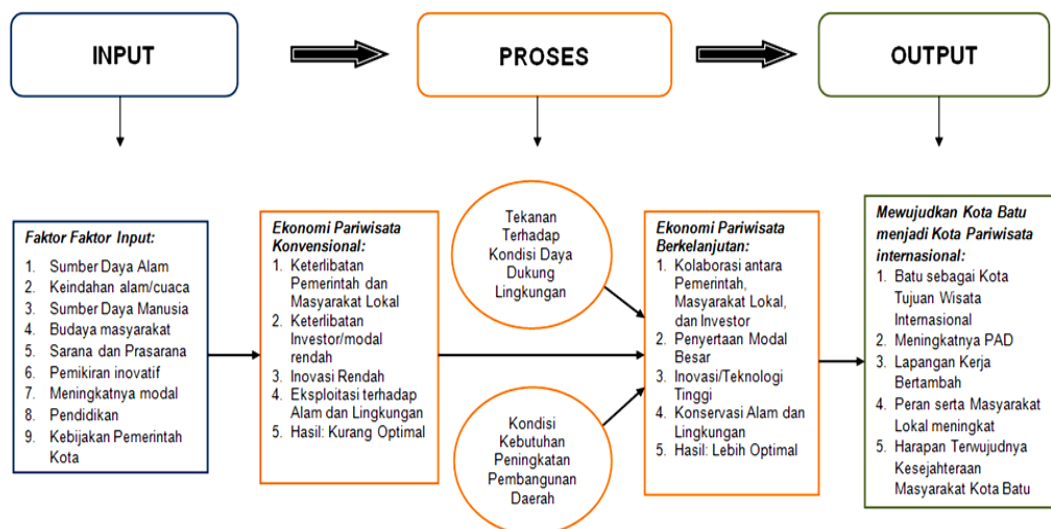 INPUT
PROSES
OUTPUT
Faktor Faktor Input:
1. Sumber Daya Alam
2. Keindahan alam/cuaca
3. Sumber Daya Manusia
4. Budaya masyarakat
5. Sarana dan Prasarana
6. Pemikiran inovatif
7. Meningkatnya modal
8. Pendidikan
9. Kebijakan Pemerintah
Kota
Ekonomi Pariwisata
Konvensional:
1. Keterlibatan
Pemerintah dan
Masyarakat Lokal
2. Keterlibatan
Investor/modal
rendah
3. Inovasi Rendah
4. Eksploitasi terhadap
Alam dan Lingkungan
5. Hasil: Kurang Optimal
Tekanan
Terhadap
Kondisi Daya
Dukung
Lingkungan
Kondisi
Kebutuhan
Peningkatan
Pembangunan
Daerah
Ekonomi Pariwisata
Berkelanjutan:
1. Kolaborasi antara
Pemerintah,
Masyarakat Lokal,
dan Investor
2. Penyertaan Modal
Besar
3. Inovasi/Teknologi
Tinggi
4. Konservasi Alam dan
Lingkungan
5. Hasil: Lebih Optimal
Mewujudkan Kota Batu
menjadi Kota Pariwisata
internasional:
1. Batu sebagai Kota
Tujuan Wisata
Internasional
2. Meningkatnya PAD
3. Lapangan Kerja
Bertambah
4. Peran serta Masyarakat
Lokal meningkat
5. Harapan Terwujudnya
Kesejahteraan
Masyarakat Kota Batu